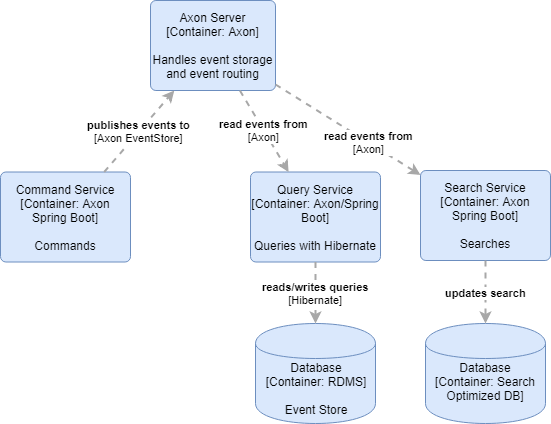 Axon Server
[Container: Axon]
Handles event storage
and event routing
publishes events to
[Axon EventStore]
read events from
[Axon]
read events from
[Axon]
Command Service
[Container: Axon
Spring Boot]
Commands
Query Service
[Container: Axon/Spring
Boot]
Queries with Hibernate
Search Service
[Container: Axon
Spring Boot]
Searches
reads/writes queries
[Hibernate]
updates search
Database
[Container: RDMS]
Event Store
Database
[Container: Search
Optimized DB]